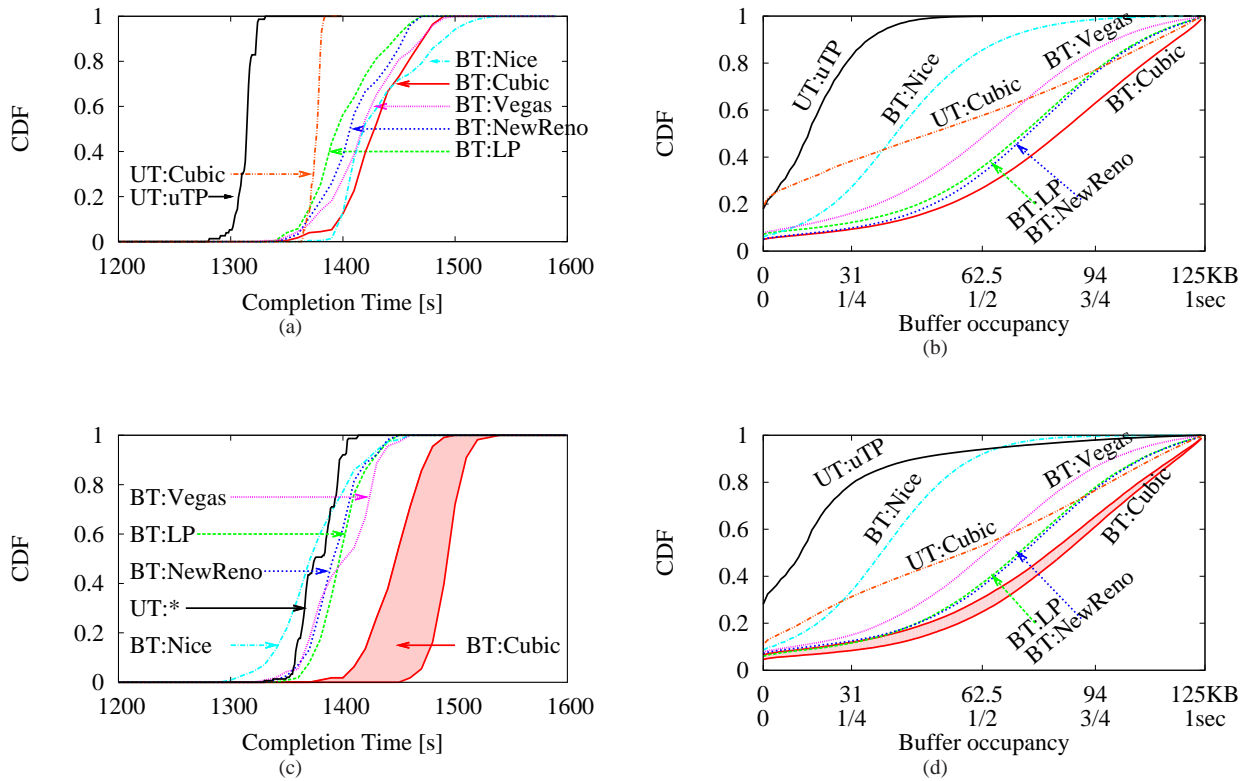 1
0.8
0.6
0.4
0.2
0
CDF
BT:Nice
BT:Cubic
BT:Vegas
BT:NewReno
BT:LP
UT:Cubic
UT:uTP
1200 1300 1400 1500 1600
Completion Time [s]
(a)
1
0.8
0.6
0.4
0.2
0
CDF
UT:uTP
BT:Nice
UT:Cubic
BT:Vegas
BT:Cubic
BT:LP
BT:NewReno
0 31 62.5 94 125KB
0 1/4 1/2 3/4 1sec
Buffer occupancy
(b)
1
0.8
0.6
0.4
0.2
0
CDF
BT:Vegas
BT:LP
BT:NewReno
UT:*
BT:Nice
BT:Cubic
1200 1300 1400 1500 1600
Completion Time [s]
(c)
1
0.8
0.6
0.4
0.2
0
CDF
UT:uTP
BT:Nice
UT:Cubic
BT:Vegas
BT:Cubic
BT:LP
BT:NewReno
0 31 62.5 94 125KB
0 1/4 1/2 3/4 1sec
Buffer occupancy
(d)